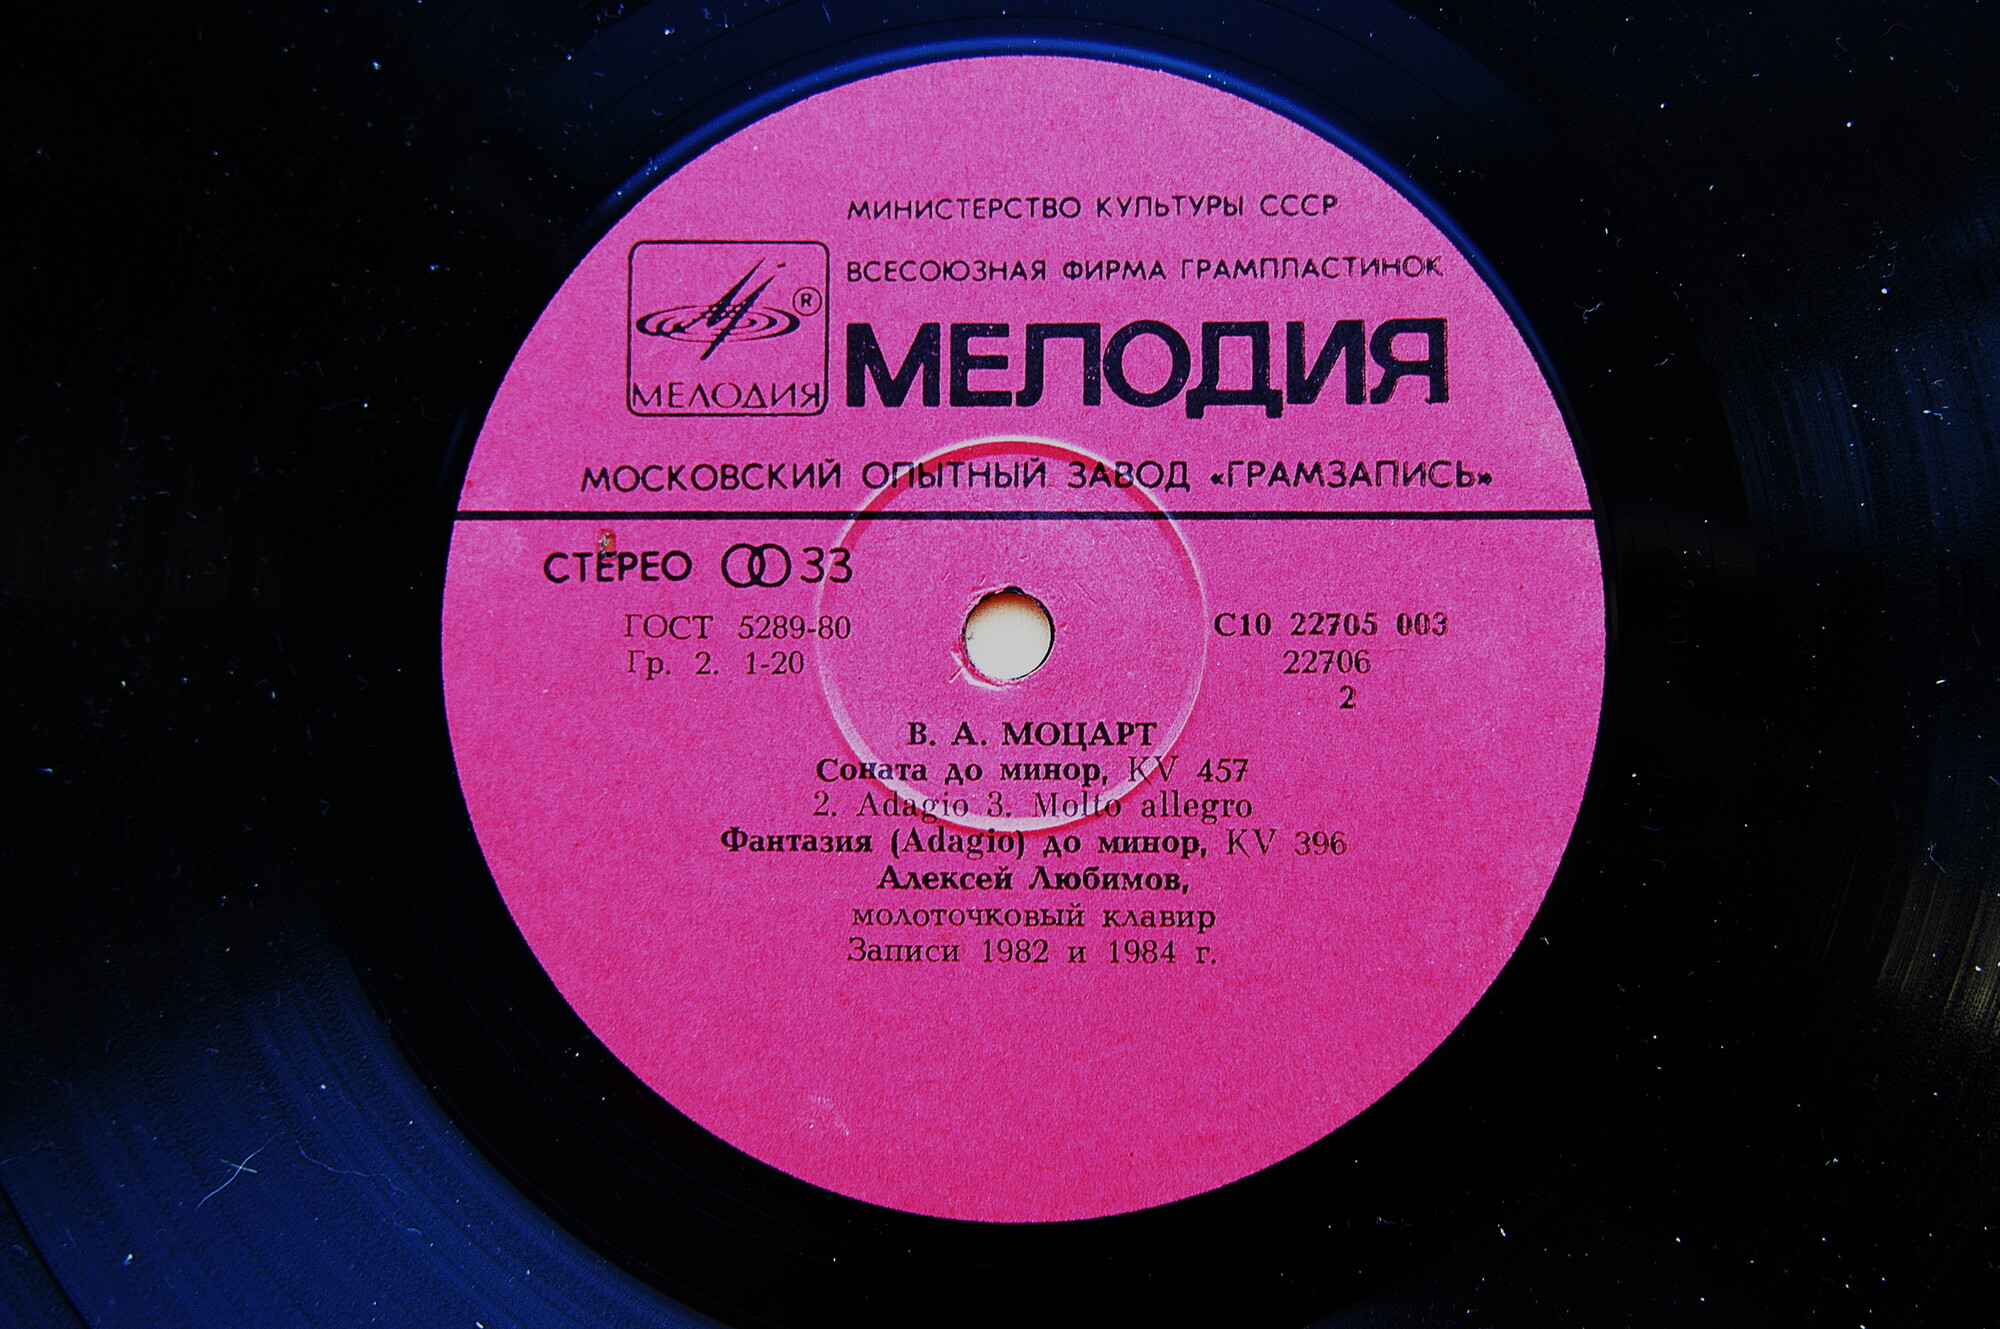 МИНИСТЕРСТВО КУЛЬТУРЫ СССР
ВСЕСОЮЗНАЯ ФИРМА ГРАМПЛАСТИНОК
®
МЕЛОДИЯ
МЕЛОДИЯ
МОСКОВСКИЙ ОПЫТНЫЙ ЗАВОД «ГРАМЗАПИСЬ»
СТЕРЕО 33
ГОСТ 5289-80
Гр. 2. 1-20
С10 22705 003
22706
2
В. А. МОЦАРТ
Соната до минор, KV 457
2. Adagio 3. Molto allegro
Фантазия (Adagio) до минор, KV 396
Алексей Любимов,
молоточковый клавир
Записи 1982 и 1984 г.